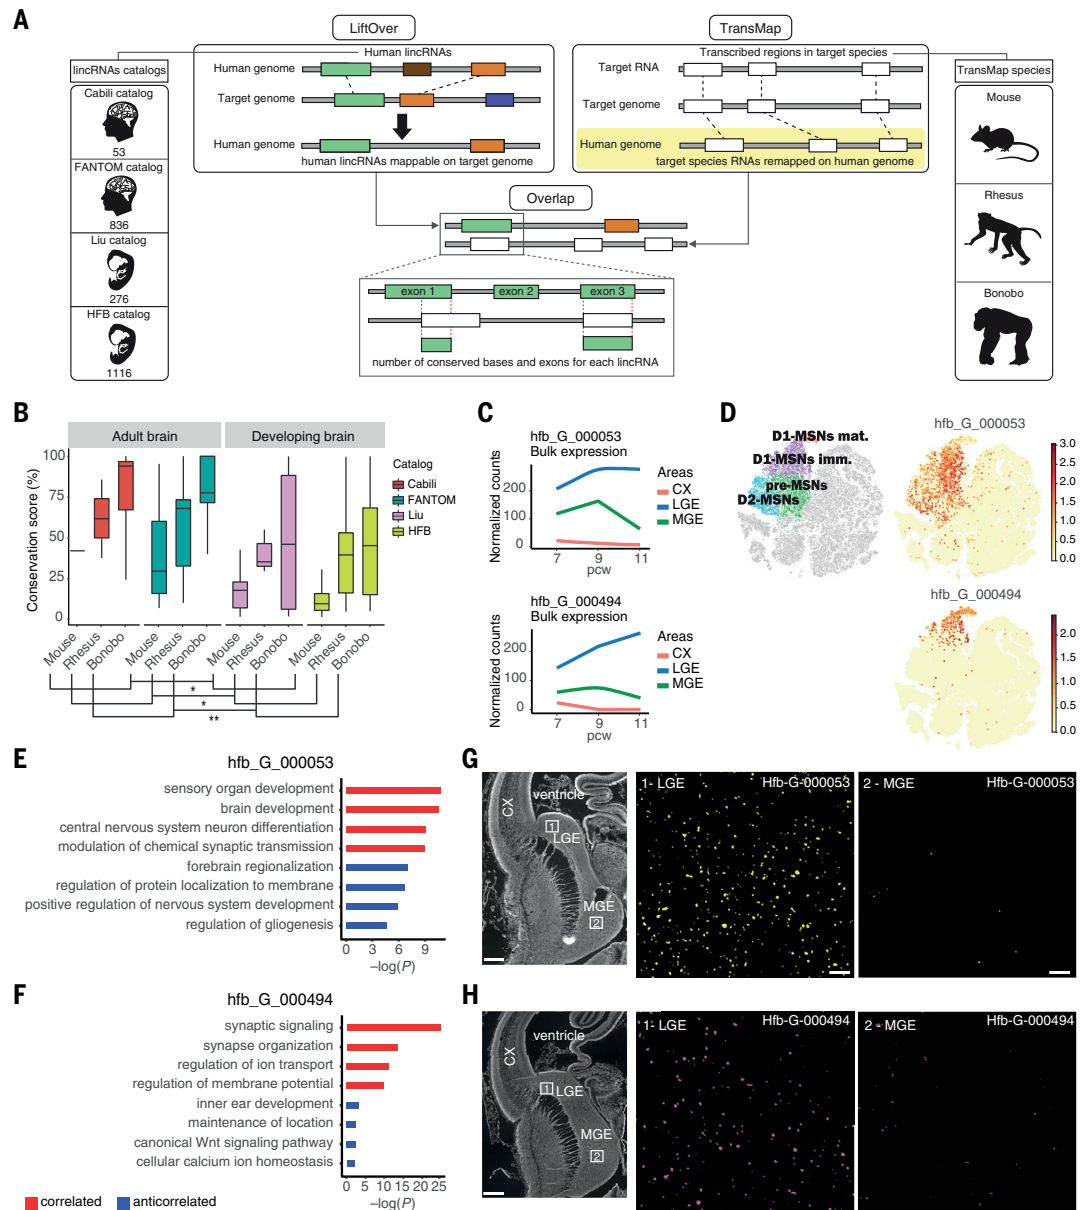 A
LiftOver
TransMap
Human lincRNAs
Transcribed regions in target species
lincRNAs catalogs
Cabili catalog
53
FANTOM catalog
836
Liu catalog
276
HFB catalog
1116
Human genome
Target genome
Human genome
human lincRNAs mappable on target genome
Target RNA
Target genome
Human genome
target species RNAs remapped on human genome
TransMap species
Mouse
Rhesus
Bonobo
Overlap
exon 1
exon 2
exon 3
number of conserved bases and exons for each lincRNA
B
Adult brain
Developing brain
Conservation score (%)
100
75
50
25
0
Mouse
Rhesus
Bonobo
Mouse
Rhesus
Bonobo
Mouse
Rhesus
Bonobo
Mouse
Rhesus
Bonobo
*
*
**
Catalog
Cabili
FANTOM
Liu
HFB
C
hfb_G_000053
Bulk expression
Normalized counts
200
100
0
7
9
11
pcw
Areas
CX
LGE
MGE
hfb_G_000494
Bulk expression
Normalized counts
200
100
0
7
9
11
pcw
Areas
CX
LGE
MGE
D
D1-MSNs mat.
D1-MSNs imm.
pre-MSNs
D2-MSNs
hfb_G_000053
3.0
2.5
2.0
1.5
1.0
0.5
0.0
hfb_G_000494
2.0
1.5
1.0
0.5
0.0
E
hfb_G_000053
sensory organ development
brain development
central nervous system neuron differentiation
modulation of chemical synaptic transmission
forebrain regionalization
regulation of protein localization to membrane
positive regulation of nervous system development
regulation of gliogenesis
0 3 6 9
–log(P)
F
hfb_G_000494
synaptic signaling
synapse organization
regulation of ion transport
regulation of membrane potential
inner ear development
maintenance of location
canonical Wnt signaling pathway
cellular calcium ion homeostasis
0 5 10 15 20 25
–log(P)
correlated
anticorrelated
G
CX
ventricle
1
LGE
MGE
2
1- LGE
Hfb-G-000053
2 - MGE
Hfb-G-000053
H
CX
ventricle
1
LGE
MGE
2
1- LGE
Hfb-G-000494
2 - MGE
Hfb-G-000494